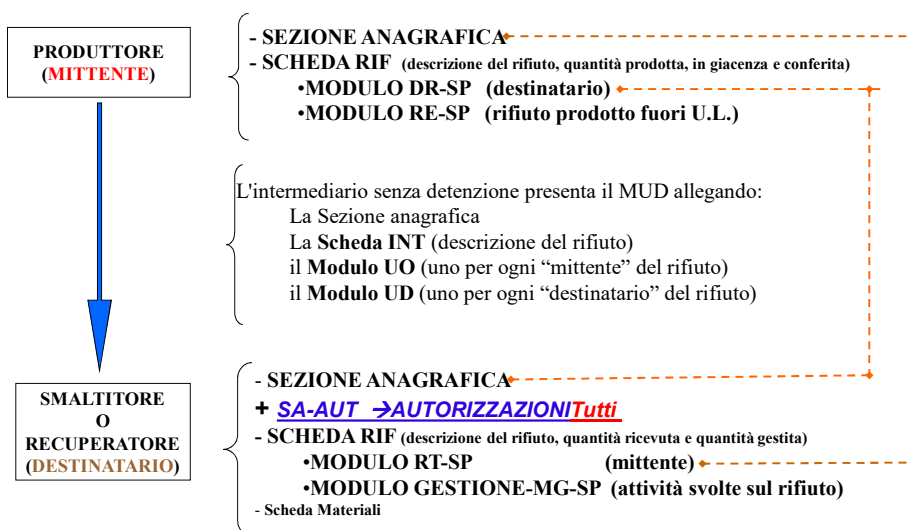 PRODUTTORE
(MITTENTE)
- SEZIONE ANAGRAFICA
- SCHEDA RIF (descrizione del rifiuto, quantità prodotta, in giacenza e conferita)
•MODULO DR-SP (destinatario)
•MODULO RE-SP (rifiuto prodotto fuori U.L.)
L'intermediario senza detenzione presenta il MUD allegando:
La Sezione anagrafica
La Scheda INT (descrizione del rifiuto)
il Modulo UO (uno per ogni “mittente” del rifiuto)
il Modulo UD (uno per ogni “destinatario” del rifiuto)
SMALTITORE
O
RECUPERATORE
(DESTINATARIO)
- SEZIONE ANAGRAFICA
+ SA-AUT →AUTORIZZAZIONITutti
- SCHEDA RIF (descrizione del rifiuto, quantità ricevuta e quantità gestita)
•MODULO RT-SP (mittente)
•MODULO GESTIONE-MG-SP (attività svolte sul rifiuto)
- Scheda Materiali